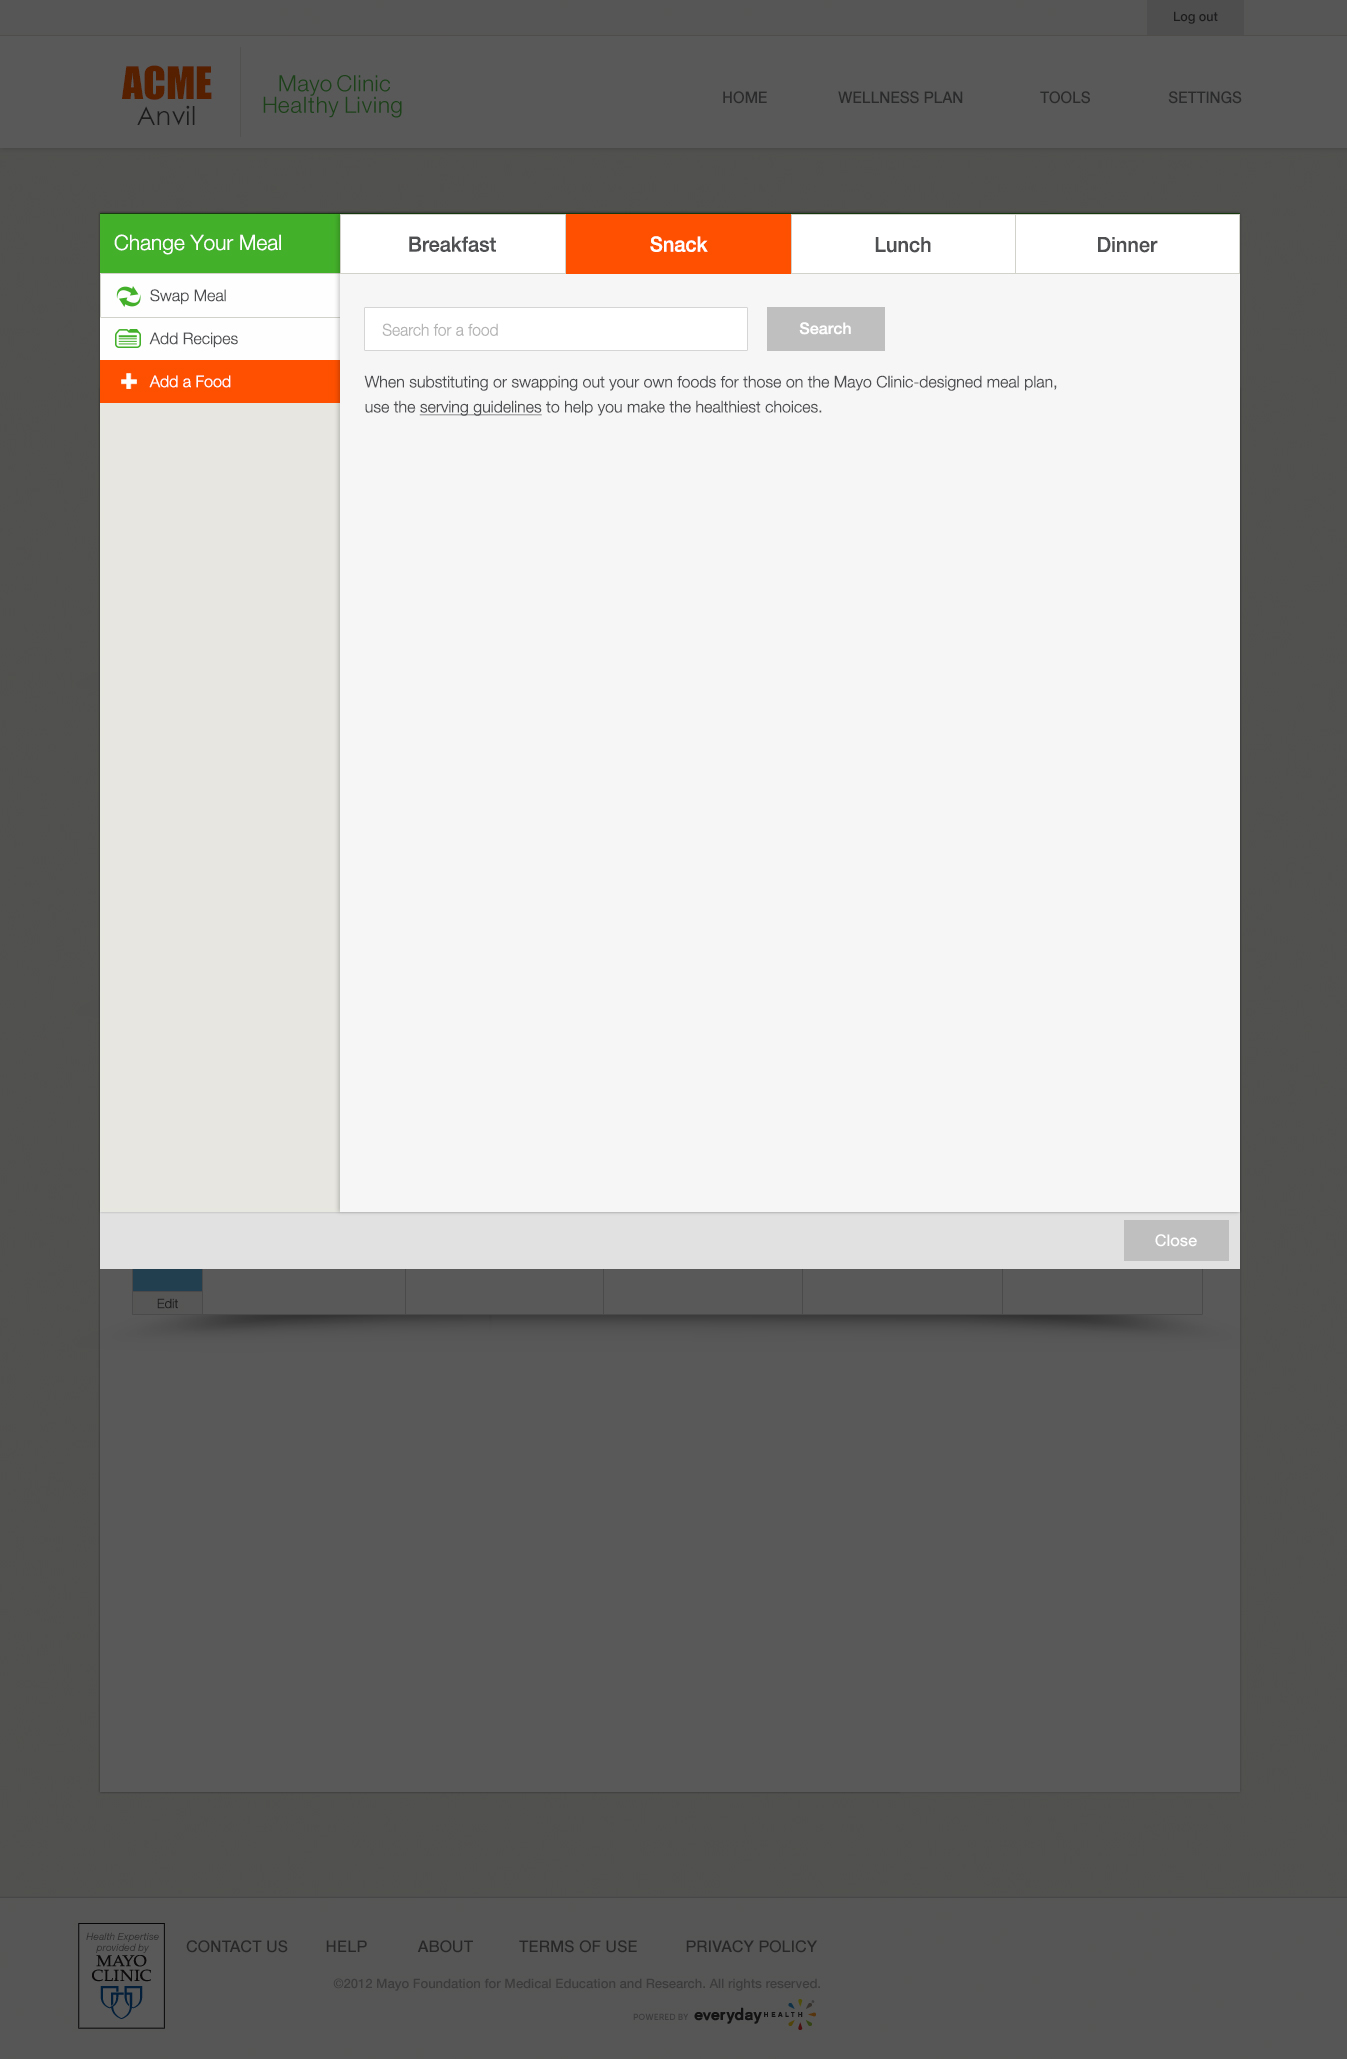 Log out
ACME
Anvil
Mayo Clinic
Healthy Living
HOME
WELLNESS PLAN
TOOLS
SETTINGS
Change Your Meal
Breakfast
Snack
Lunch
Dinner
Swap Meal
Add Recipes
Add a Food
Search for a food
Search
When substituting or swapping out your own foods for those on the Mayo Clinic-designed meal plan,
use the serving guidelines to help you make the healthiest choices.
Close
Edit
Health Expertise
provided by
MAYO
CLINIC
CONTACT US
HELP
ABOUT
TERMS OF USE
PRIVACY POLICY
©2012 Mayo Foundation for Medical Education and Research. All rights reserved.
POWERED BY everyday HEALTH